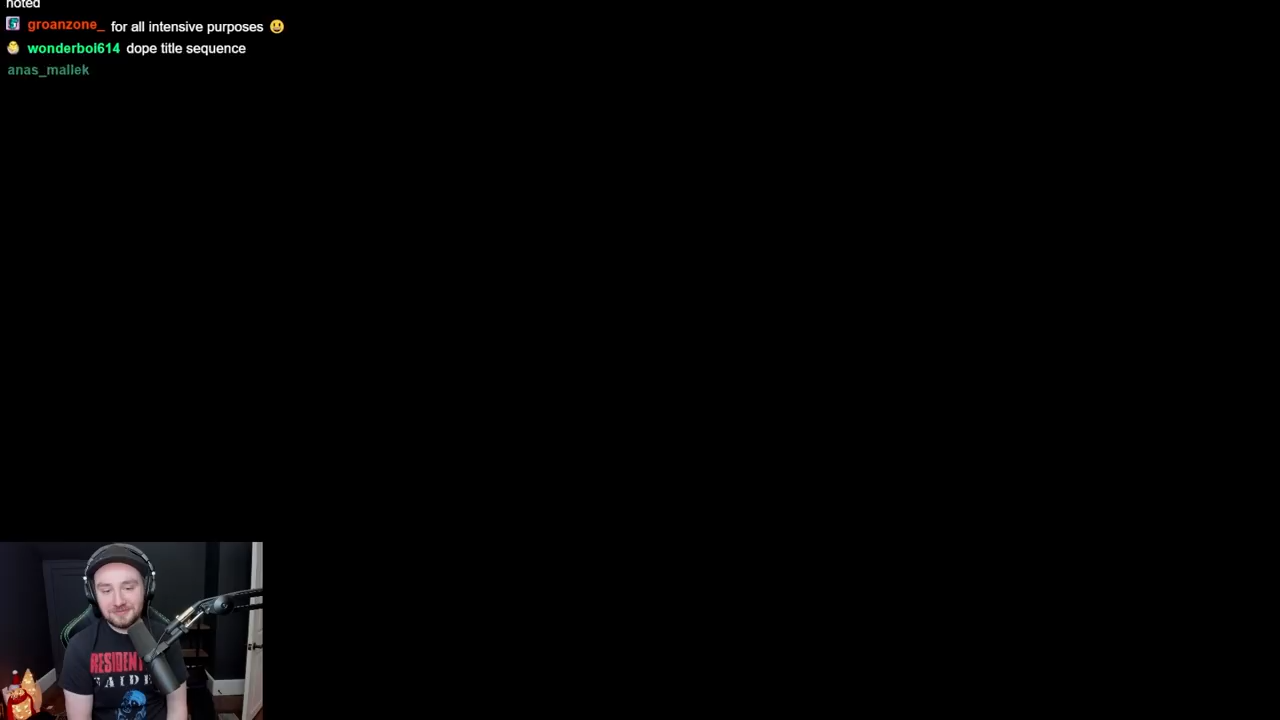 noted
groanzone_ for all intensive purposes
wonderboi614 dope title sequence
anas_mallek
RESIDENT
RAIDE